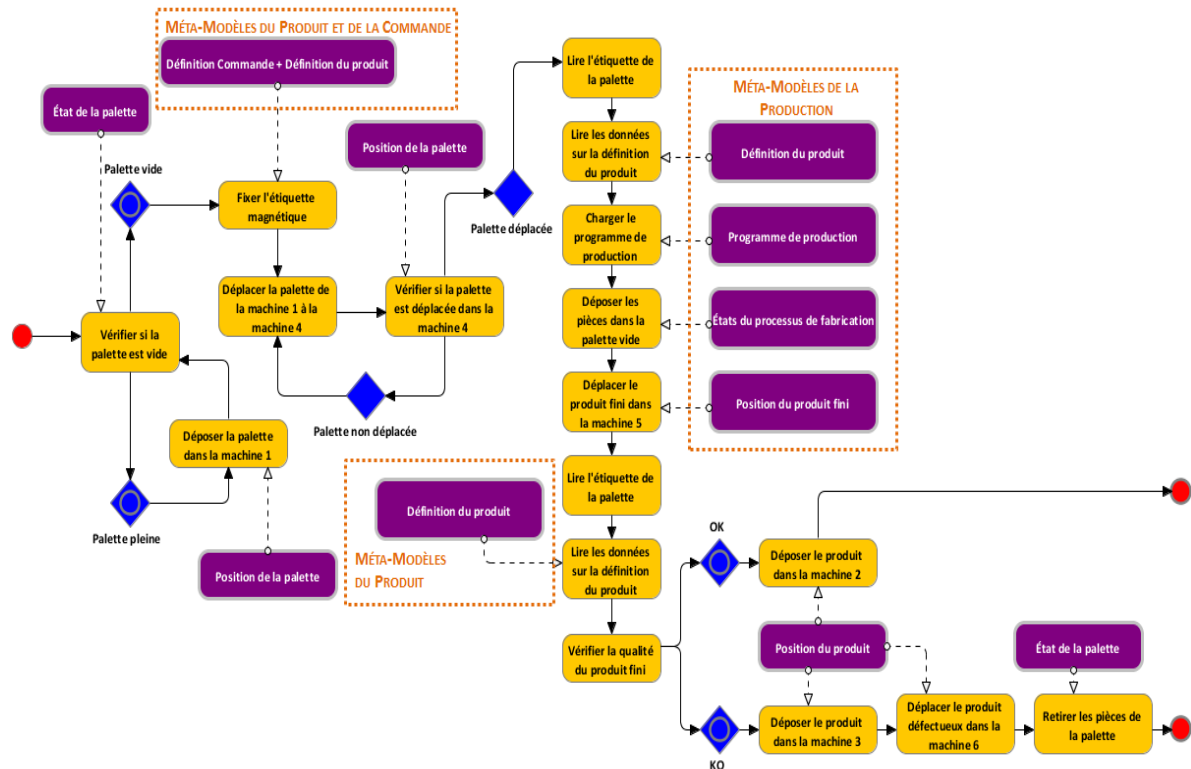 MÉTA-MODÈLES DU PRODUIT ET DE LA COMMANDE
Définition Commande + Définition du produit
État de la palette
Position de la palette
Palette vide
Fixer l'étiquette
magnétique
Palette déplacée
Déplacer la palette de
la machine 1 à la
machine 4
Vérifier si la palette
est déplacée dans la
machine 4
Vérifier si la
palette est vide
Palette non déplacée
Déposer la palette
dans la machine 1
Palette pleine
Position de la palette
Lire l'étiquette de
la palette
Lire les données
sur la définition
du produit
Charger le
programme de
production
Déposer les
pièces dans la
palette vide
Déplacer le
produit fini dans
la machine 5
Lire l'étiquette de
la palette
Lire les données
sur la définition
du produit
Vérifier la qualité
du produit fini
MÉTA-MODÈLES DE LA
PRODUCTION
Définition du produit
Programme de production
États du processus de fabrication
Position du produit fini
Définition du produit
MÉTA-MODÈLES
DU PRODUIT
OK
Déposer le produit
dans la machine 2
Position du produit
État de la palette
KO
Déposer le produit
dans la machine 3
Déplacer le produit
défectueux dans la
machine 6
Retirer les pièces de
la palette